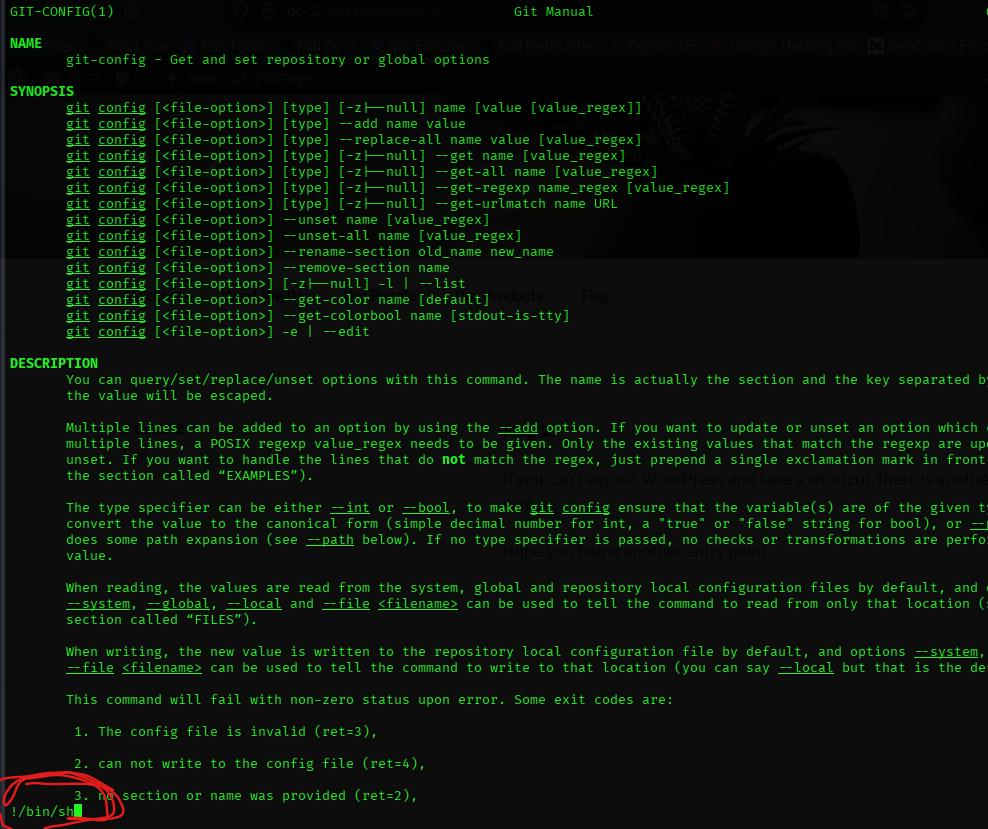 GIT-CONFIG(1) Git Manual
NAME
git-config - Get and set repository or global options
SYNOPSIS
git config [<file-option>] [type] [-z|--null] name [value [value_regex]]
git config [<file-option>] [type] --add name value
git config [<file-option>] [type] --replace-all name value [value_regex]
git config [<file-option>] [type] [-z|--null] --get name [value_regex]
git config [<file-option>] [type] [-z|--null] --get-all name [value_regex]
git config [<file-option>] [type] [-z|--null] --get-regexp name_regex [value_regex]
git config [<file-option>] [type] [-z|--null] --get-urlmatch name URL
git config [<file-option>] --unset name [value_regex]
git config [<file-option>] --unset-all name [value_regex]
git config [<file-option>] --rename-section old_name new_name
git config [<file-option>] --remove-section name
git config [<file-option>] [-z|--null] -l | --list
git config [<file-option>] --get-color name [default]
git config [<file-option>] --get-colorbool name [stdout-is-tty]
git config [<file-option>] -e | --edit
DESCRIPTION
You can query/set/replace/unset options with this command. The name is actually the section and the key separated b
the value will be escaped.
Multiple lines can be added to an option by using the --add option. If you want to update or unset an option which
multiple lines, a POSIX regexp value_regex needs to be given. Only the existing values that match the regexp are up
unset. If you want to handle the lines that do not match the regex, just prepend a single exclamation mark in front
the section called “EXAMPLES”).
If you can't exploit WordPress and take a shortcut, there is anothe
The type specifier can be either --int or --bool, to make git config ensure that the variable(s) are of the given t
convert the value to the canonical form (simple decimal number for int, a "true" or "false" string for bool), or
does some path expansion (see --path below). If no type specifier is passed, no checks or transformations are perfo
Hope you found another entry point.
value.
When reading, the values are read from the system, global and repository local configuration files by default, and
--system, --global, --local and --file <filename> can be used to tell the command to read from only that location (
section called “FILES”).
When writing, the new value is written to the repository local configuration file by default, and options --system,
--file <filename> can be used to tell the command to write to that location (you can say --local but that is the de
This command will fail with non-zero status upon error. Some exit codes are:
1. The config file is invalid (ret=3),
2. can not write to the config file (ret=4),
3. no section or name was provided (ret=2),
!/bin/sh